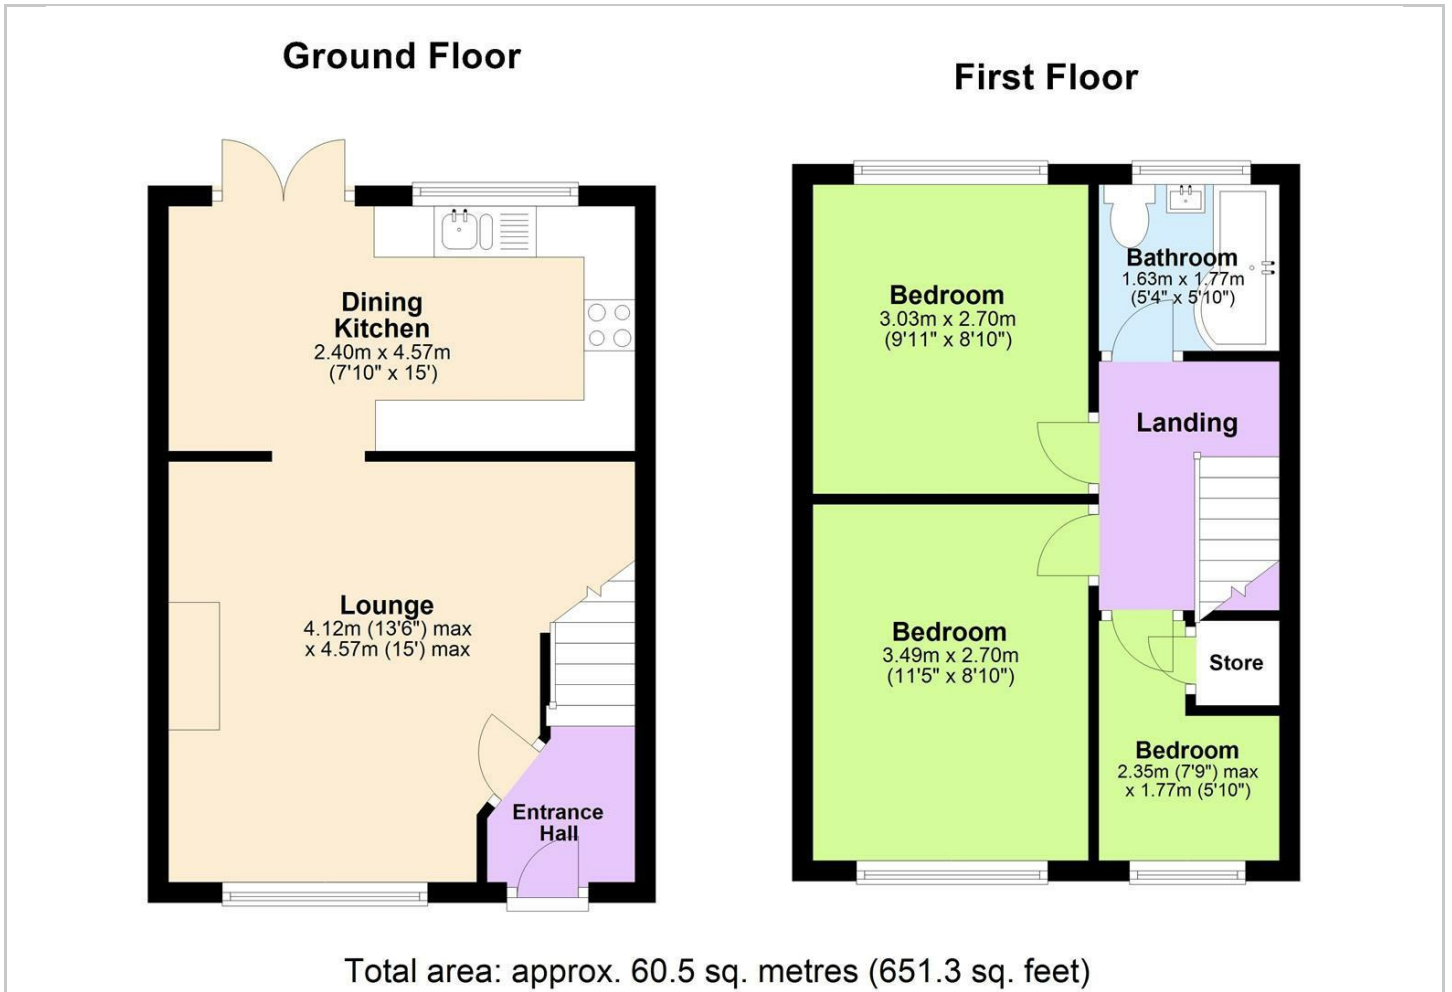 Ground Floor
Dining
Kitchen
2.40m x 4.57m
(7'10" x 15')
Lounge
4.12m (13'6") max
x 4.57m (15') max
Entrance
Hall
First Floor
Bedroom
3.03m x 2.70m
(9'11" x 8'10")
Bathroom
1.63m x 1.77m
(5'4" x 5'10")
Landing
Bedroom
3.49m x 2.70m
(11'5" x 8'10")
Store
Bedroom
2.35m (7'9") max
x 1.77m (5'10")
Total area: approx. 60.5 sq. metres (651.3 sq. feet)